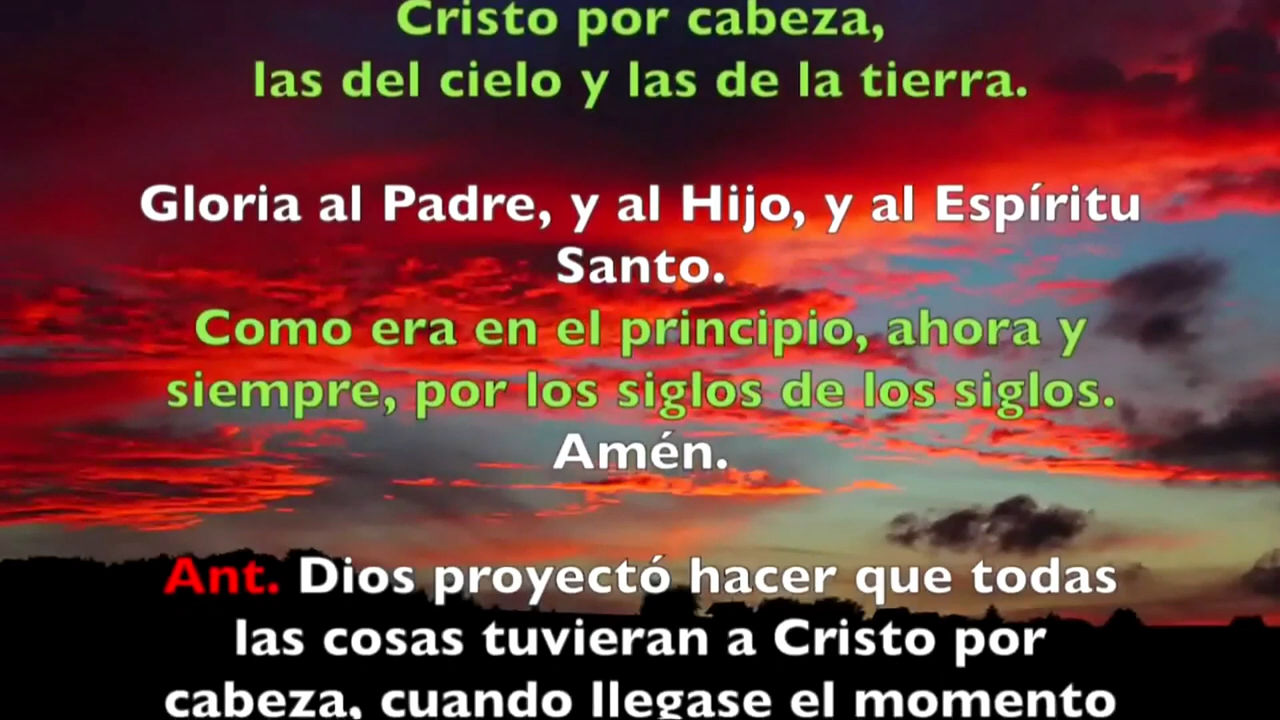 Cristo por cabeza,
las del cielo y las de la tierra.
Gloria al Padre, y al Hijo, y al Espíritu
Santo.
Como era en el principio, ahora y
siempre, por los siglos de los siglos.
Amén.
Ant. Dios proyectó hacer que todas
las cosas tuvieran a Cristo por
cabeza, cuando llegase el momento